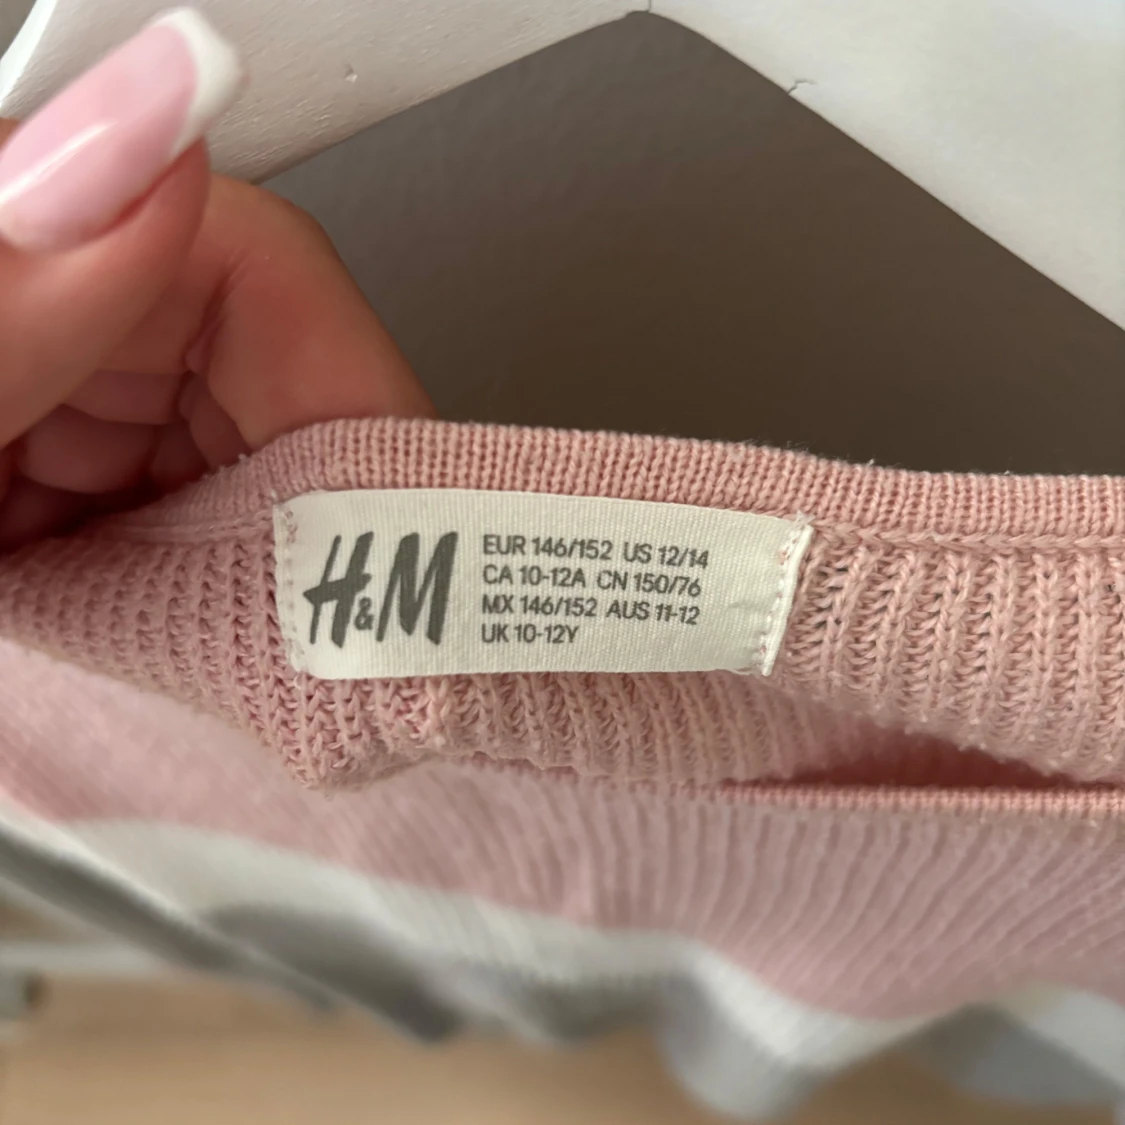 H&M
EUR 146/152 US 12/14
CA 10-12A CN 150/76
MX 146/152 AUS 11-12
UK 10-12Y